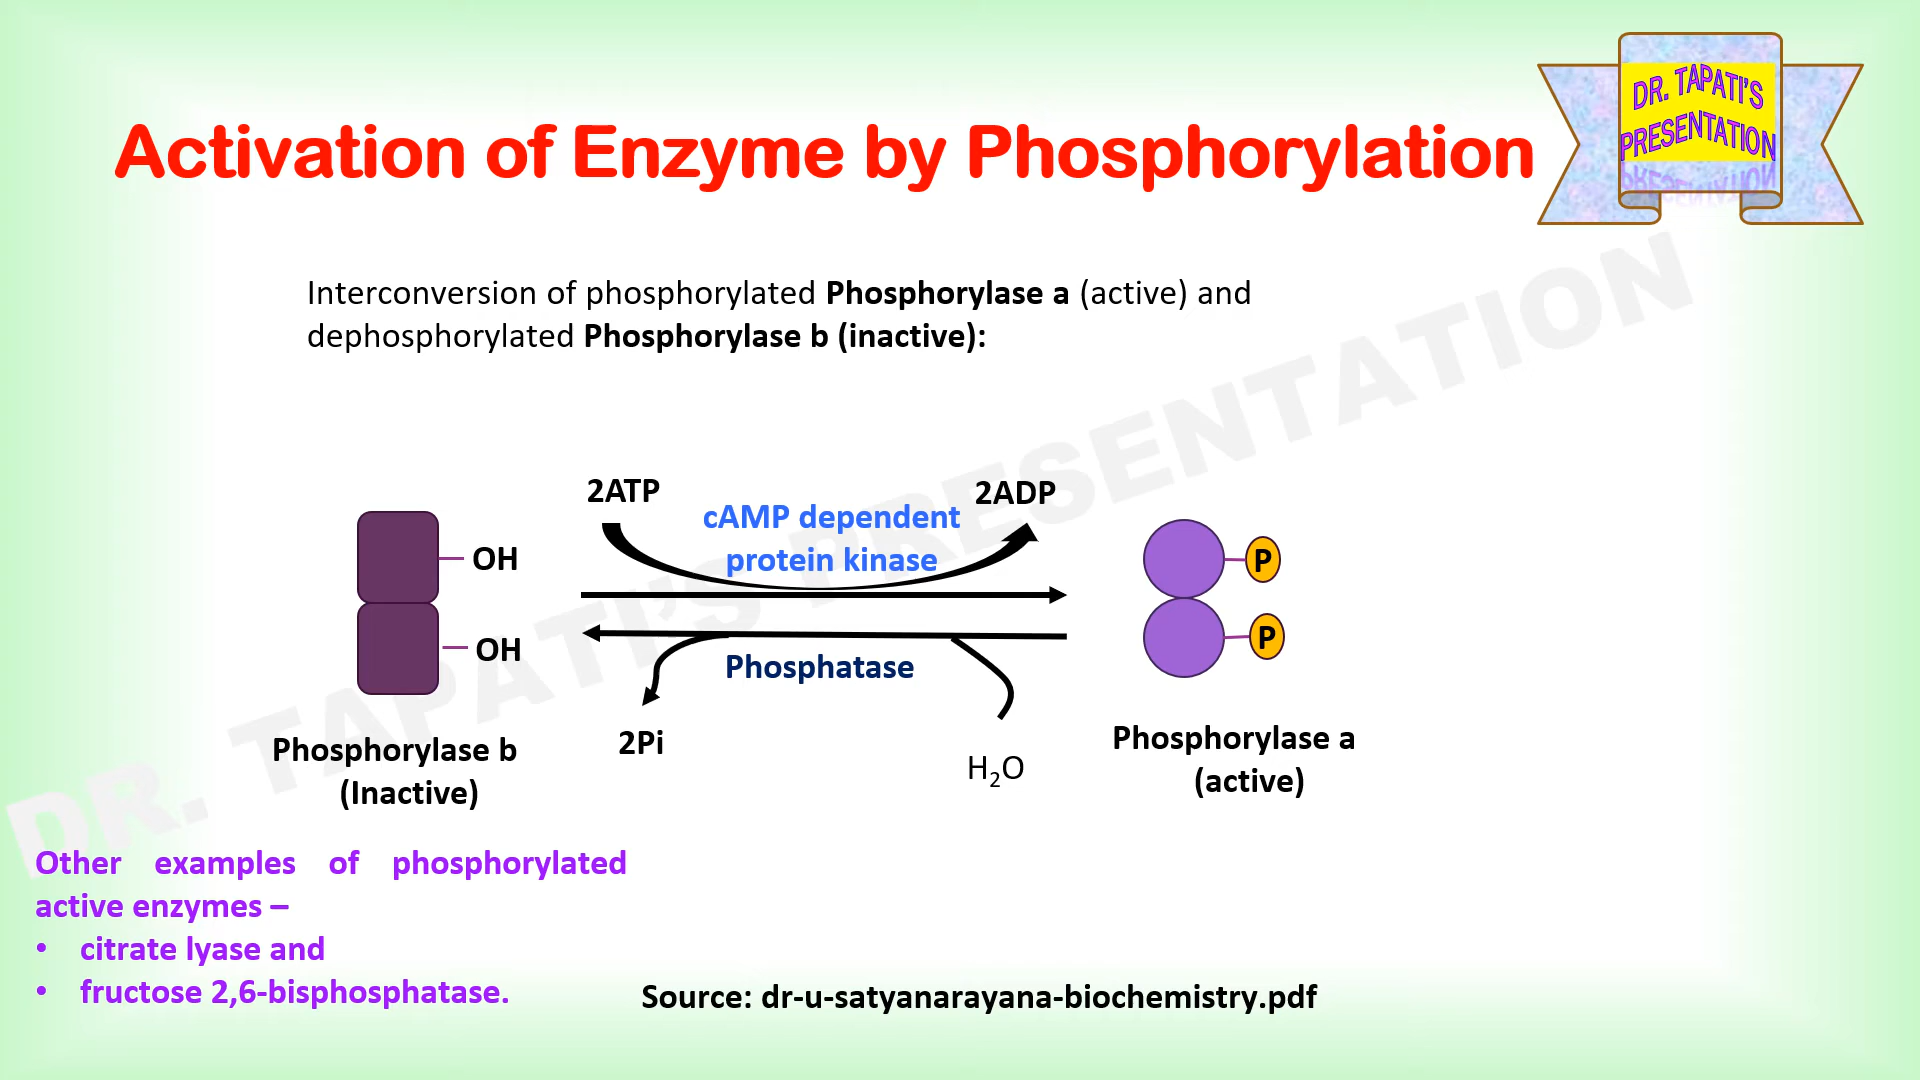 Activation of Enzyme by Phosphorylation
DR. TAPATI'S
PRESENTATION
Interconversion of phosphorylated Phosphorylase a (active) and
dephosphorylated Phosphorylase b (inactive):
2ATP
2ADP
cAMP dependent
protein kinase
OH
OH
P
P
Phosphatase
2Pi
H₂O
Phosphorylase b
(Inactive)
Phosphorylase a
(active)
Other examples of phosphorylated
active enzymes –
• citrate lyase and
• fructose 2,6-bisphosphatase.
Source: dr-u-satyanarayana-biochemistry.pdf
DR. TAPATI'S PRESENTATION